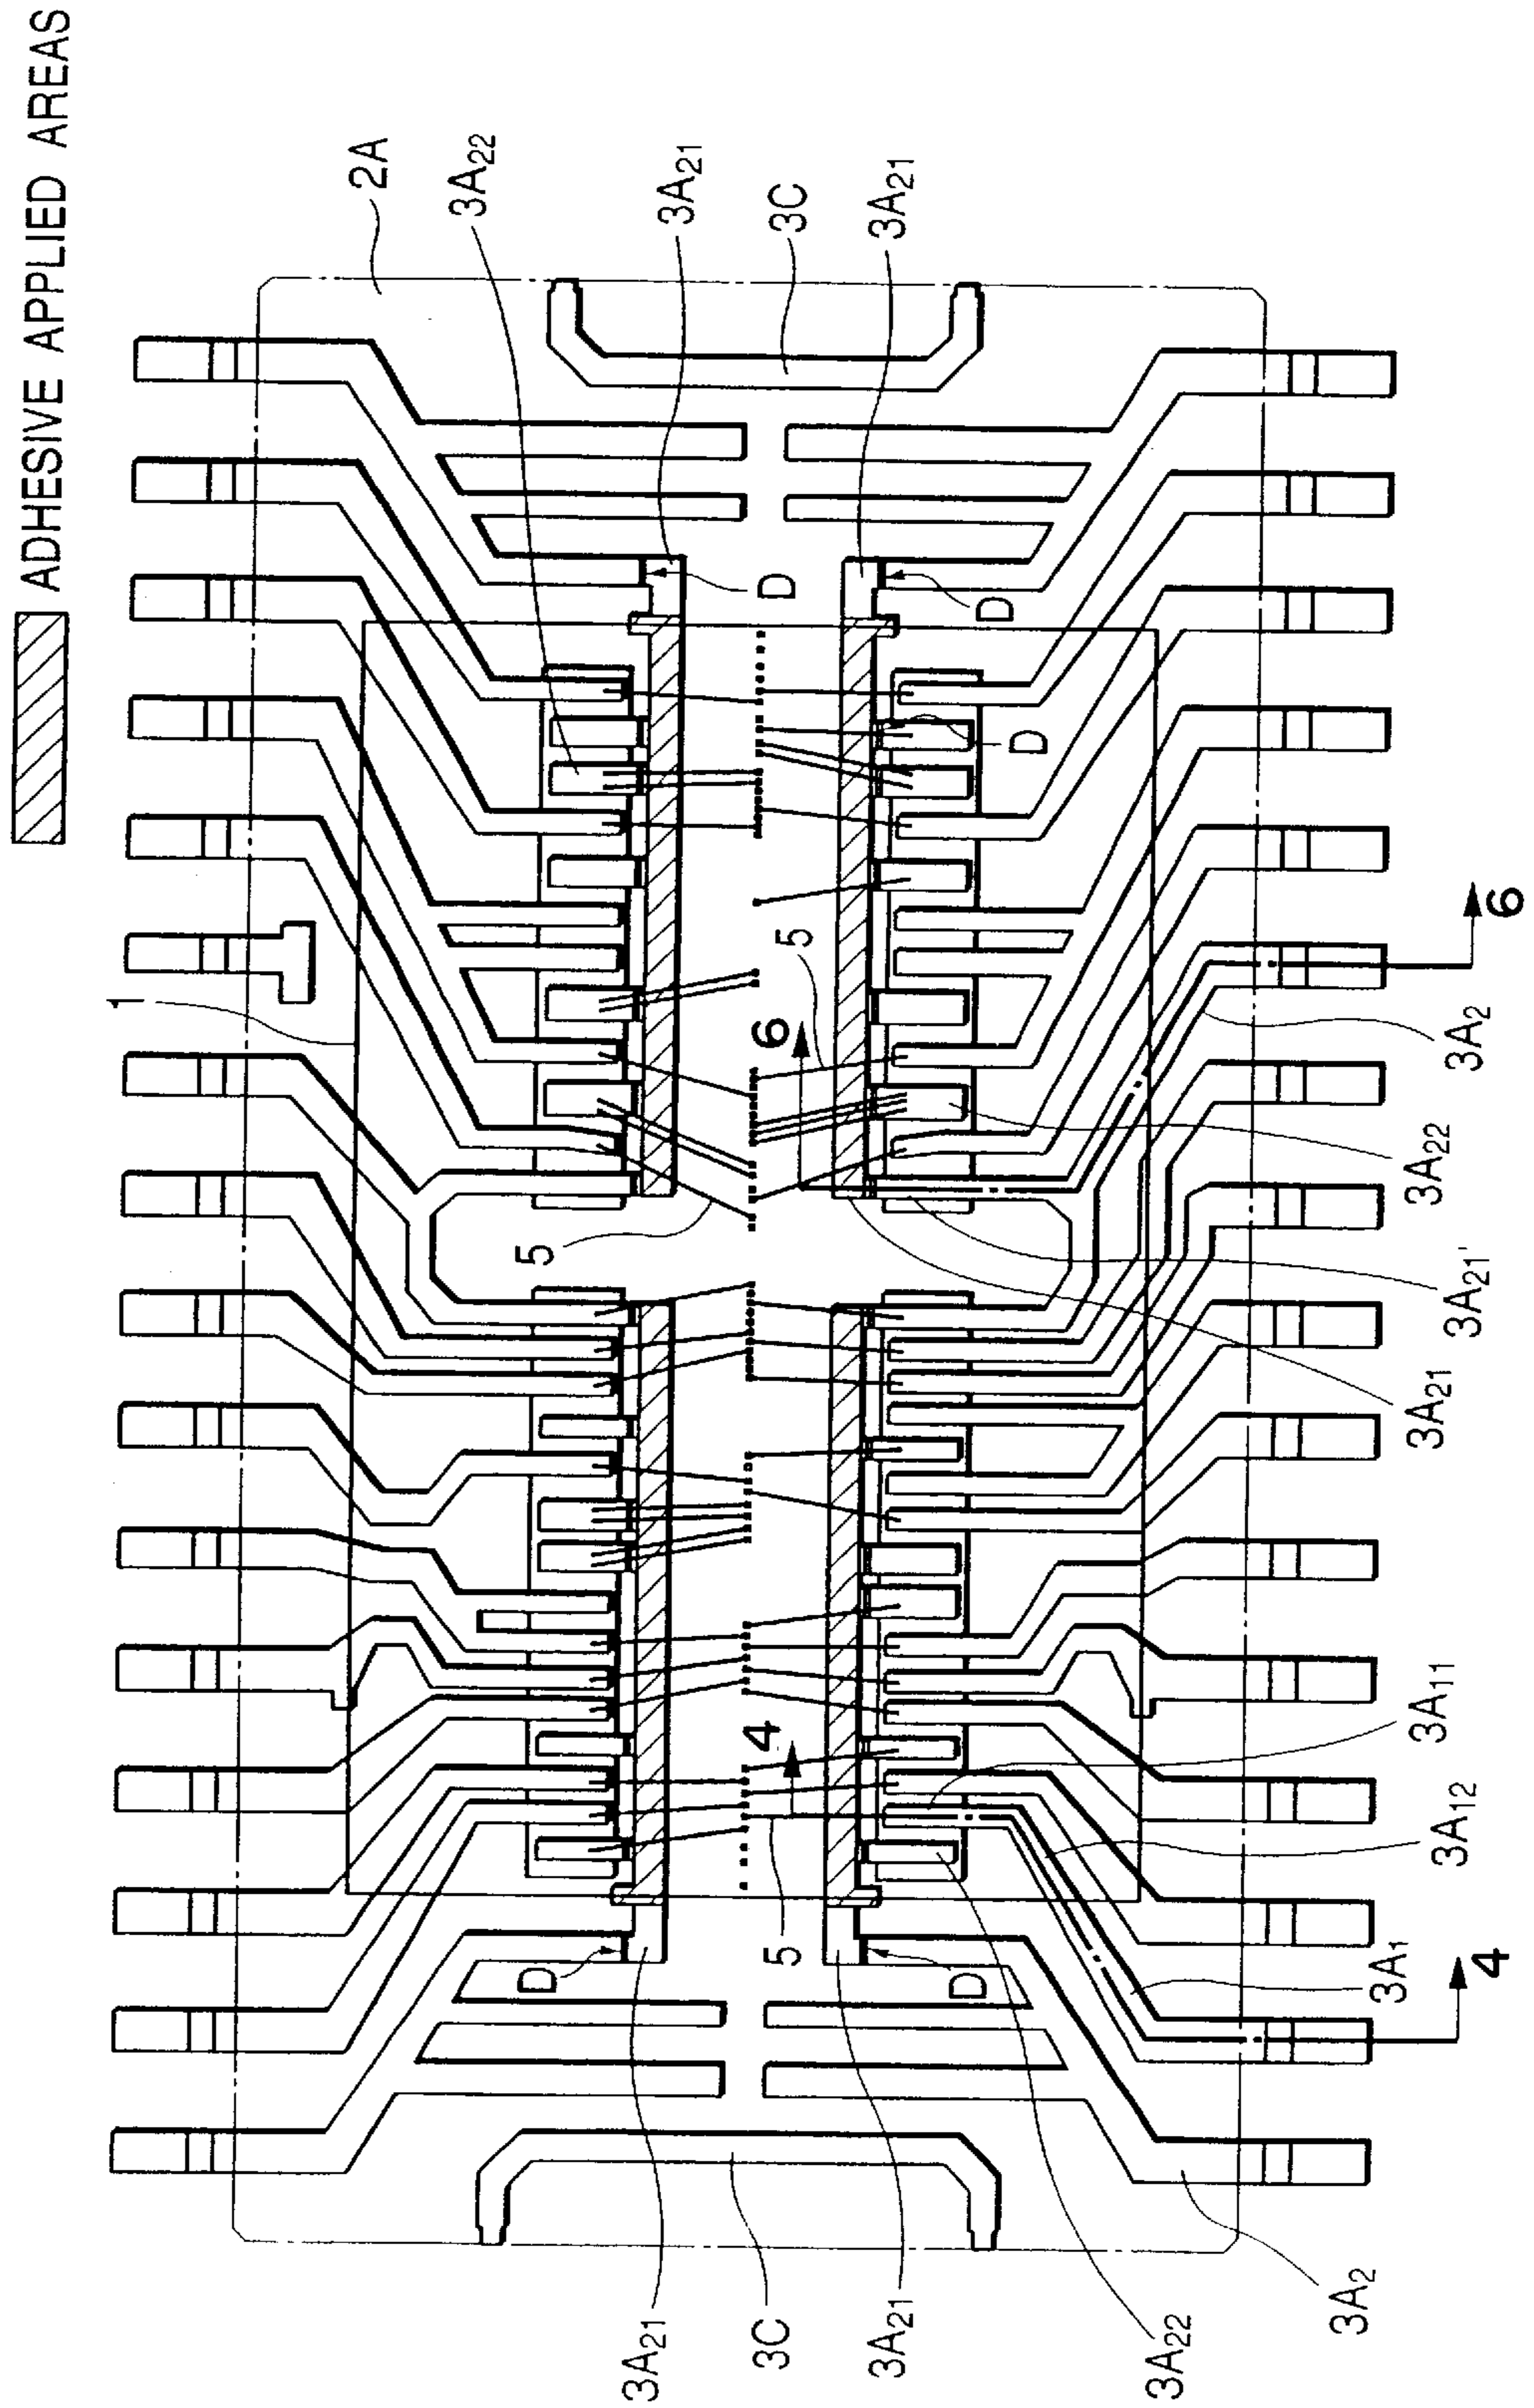 ADHESIVE APPLIED AREAS
2A
3A22
3A21
3C
3A21
D
D
D
1
5
6
6
5
3A2
3A22
3A21'
3A21
4
5
3A11
3A12
3A1
4
D
D
3A21
3C
3A21
3A22
3A2